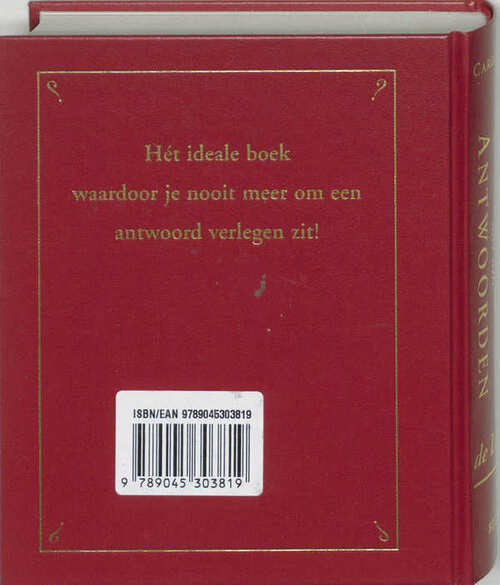 Hét ideale boek
waardoor je nooit meer om een
antwoord verlegen zit!
ISBN/EAN 9789045303819
9 789045 303819
ANTWOORDEN